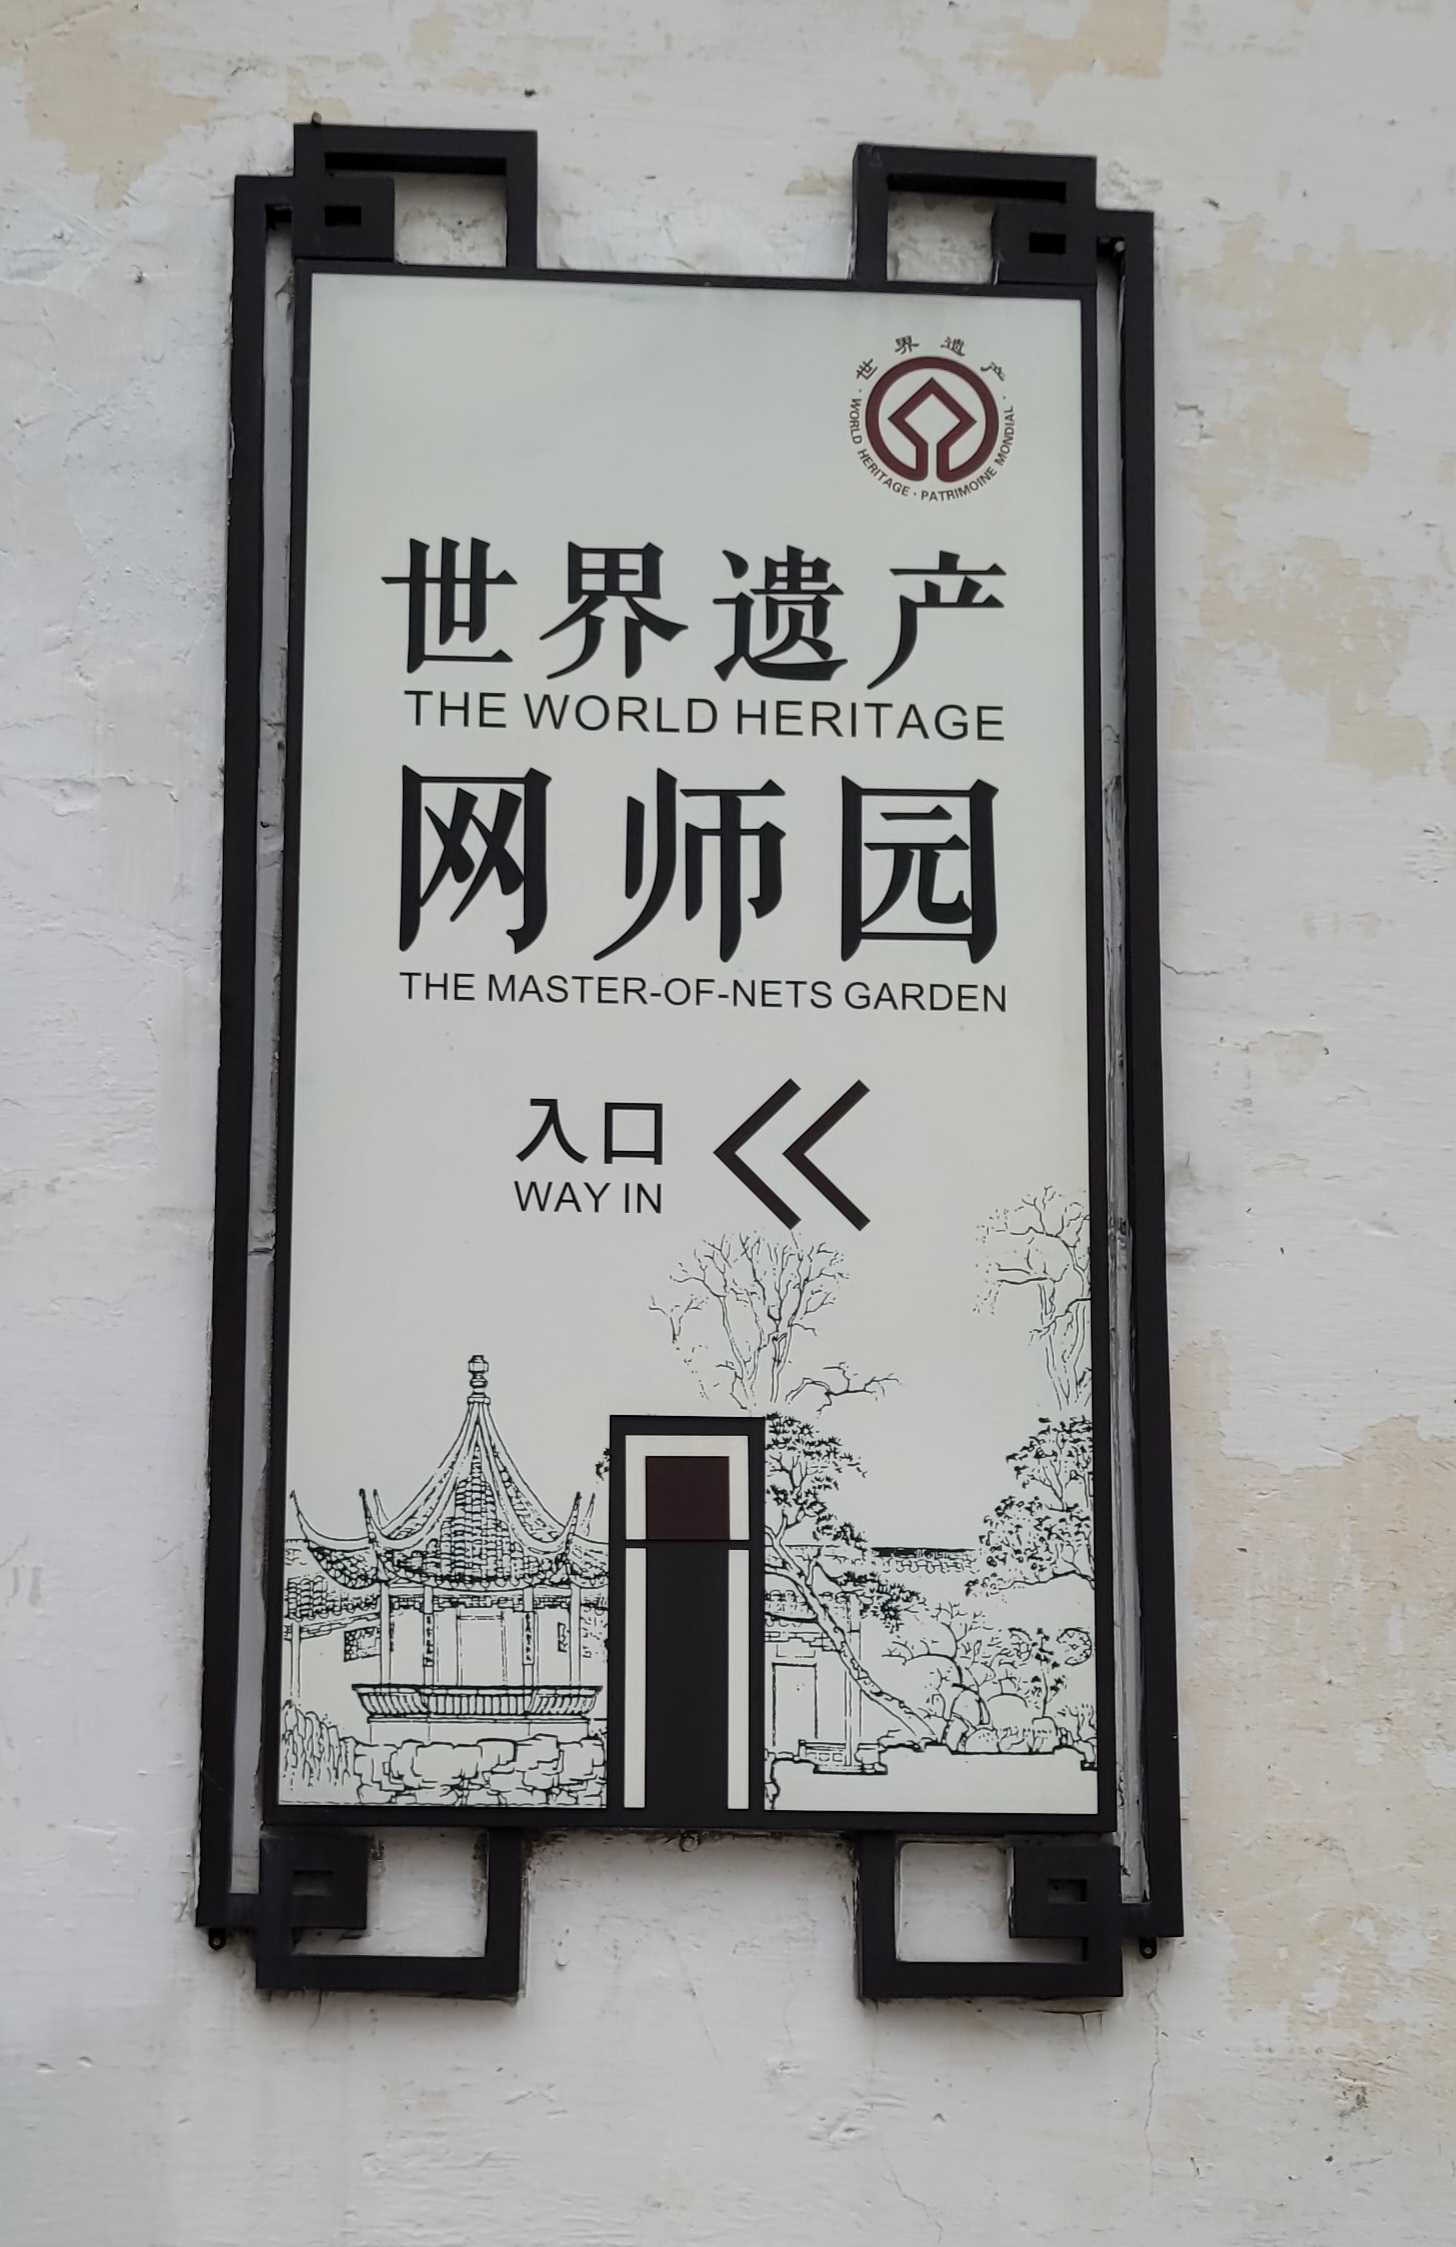 世界遗产
· WORLD HERITAGE · PATRIMOINE MONDIAL ·
世界遗产
THE WORLD HERITAGE
网师园
THE MASTER-OF-NETS GARDEN
入口
WAY IN